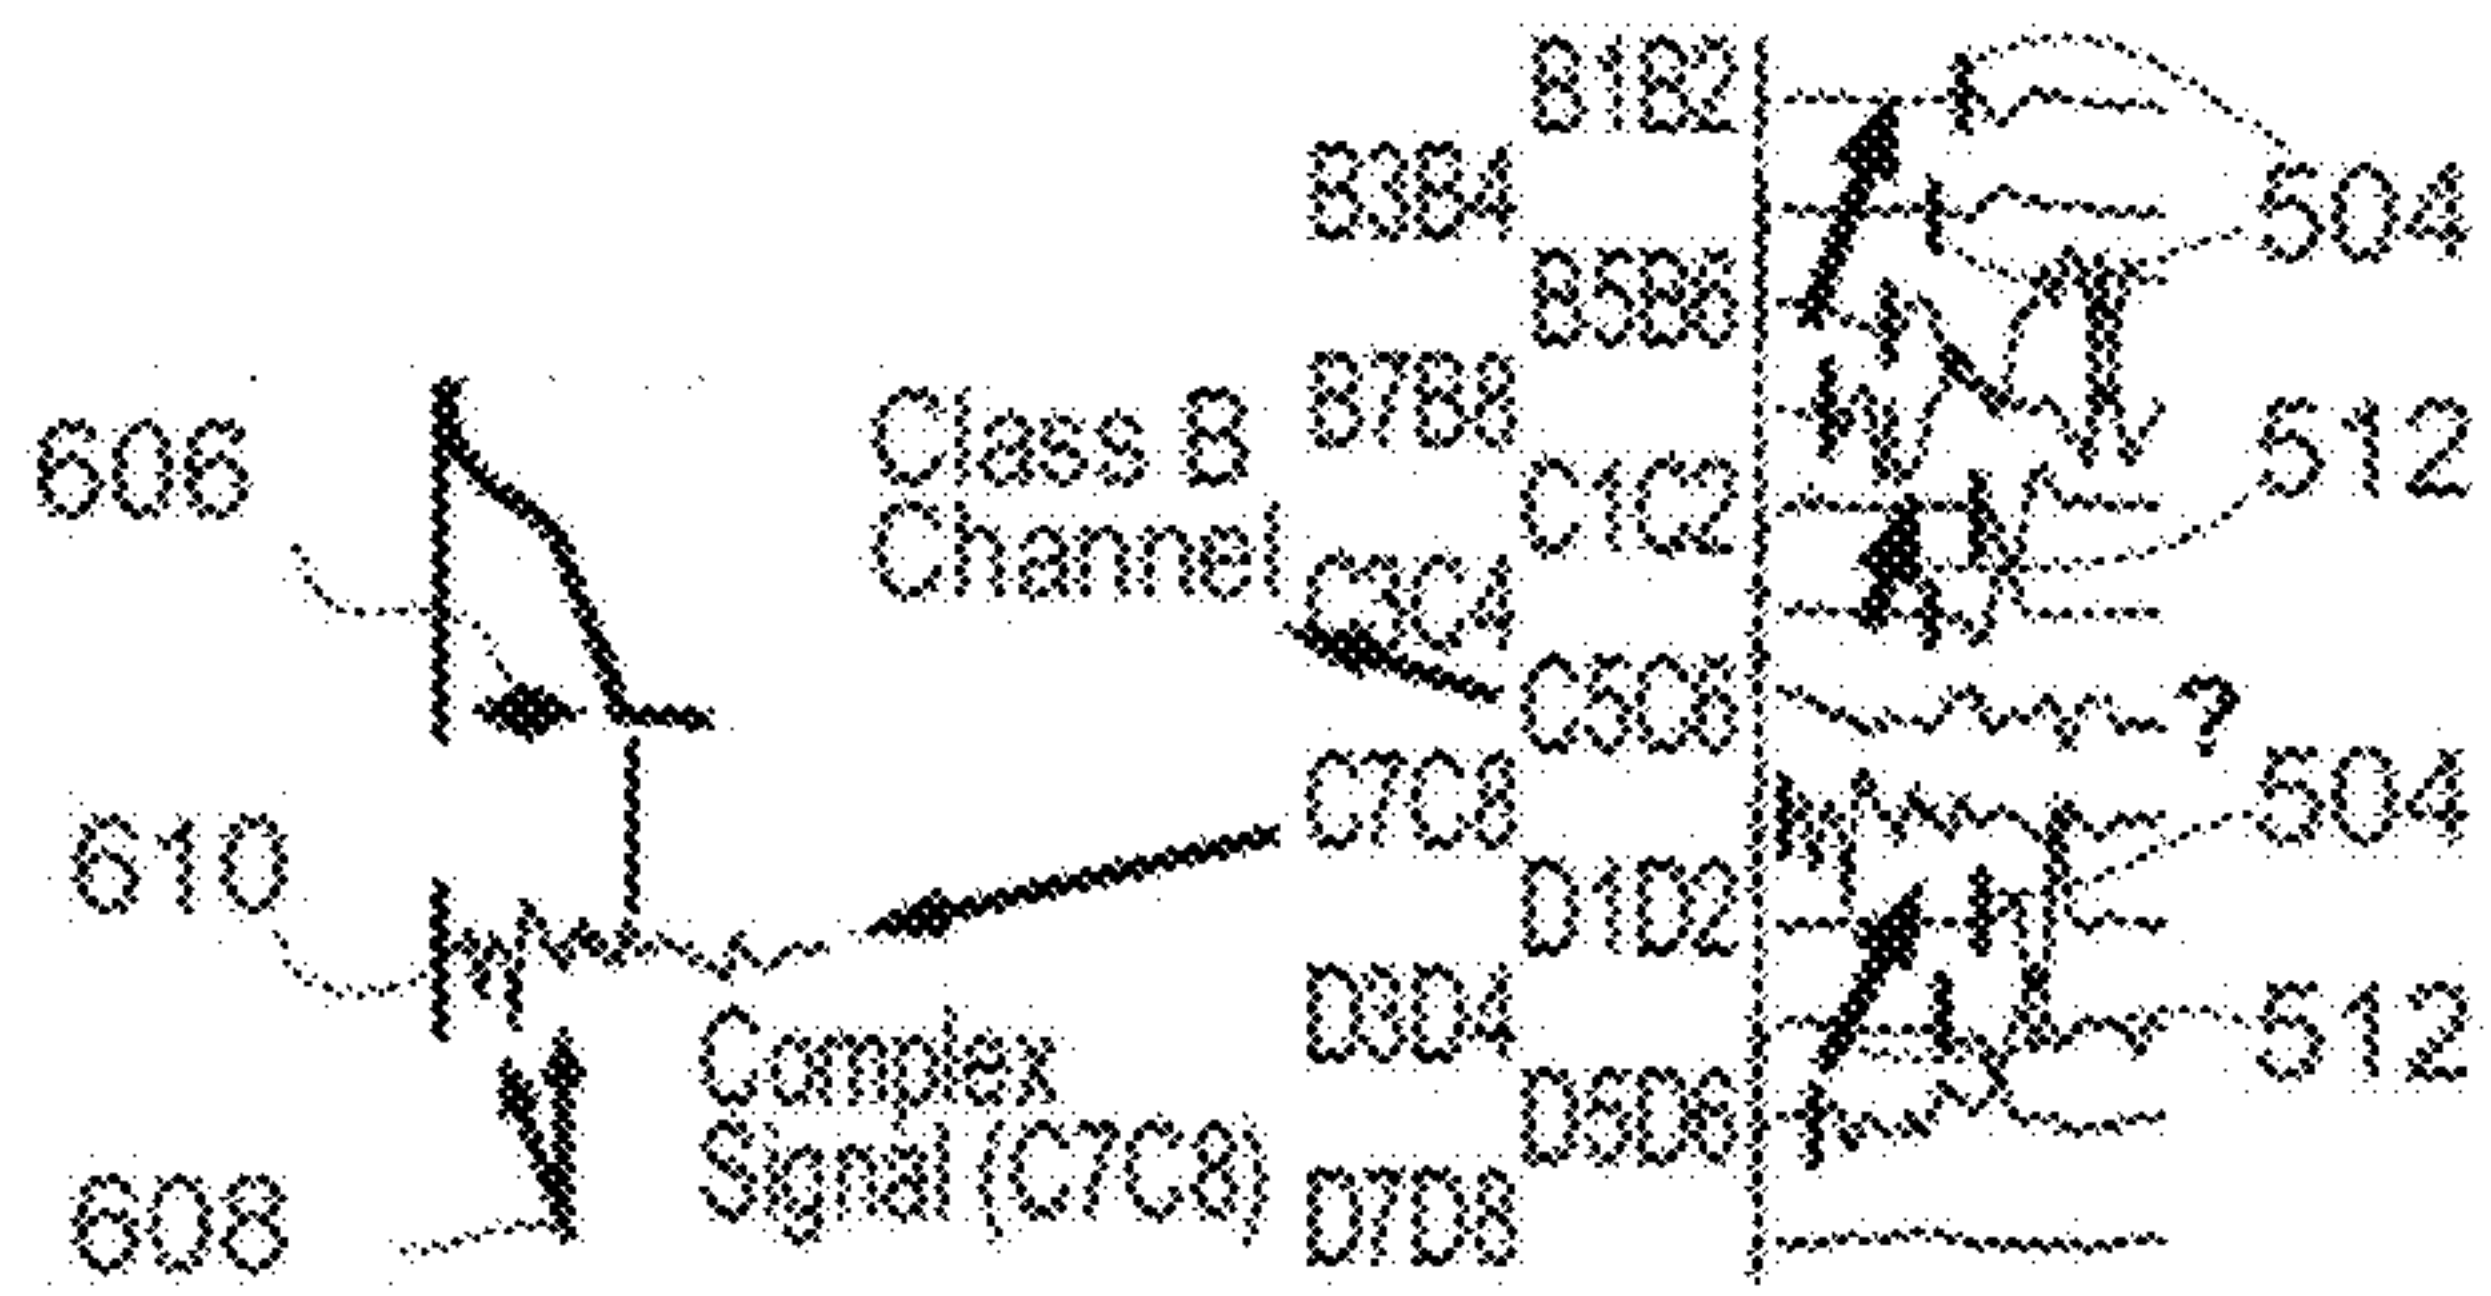 606
610
608
Class B
Channel
Complex
Signal (C7C8)
B1B2
B3B4
B5B6
B7B8
C1C2
C3C4
C5C6
C7C8
D1D2
D3D4
D5D6
D7D8
504
512
?
504
512